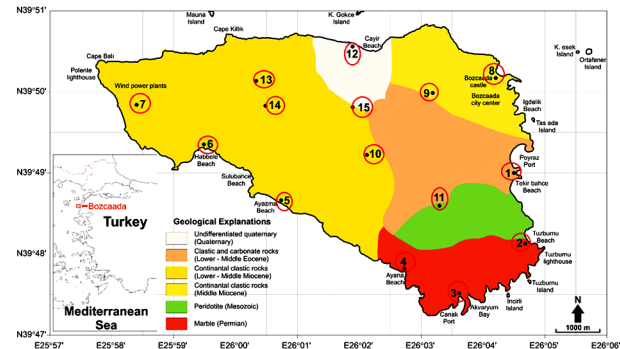 N39°51'
N39°50'
N39°49'
N39°48'
N39°47'
Mauna
Island
Cape Killik
K. Gokce
Island
Cayir
Beach
12
K. esek
Island
Ortafener
Island
Cape Balı
Polente
lighthouse
Wind power plants
7
13
14
15
9
8
Bozcaada
castle
Bozcaada
city center
Igdelik
Beach
Tas ada
Island
6
Habbele
Beach
10
Poyraz
Port
1
Tekir bahce
Beach
Sulubahce
Beach
Ayazma
Beach
5
11
Bozcaada
Turkey
Mediterranean
Sea
Geological Explanations
Undifferentiated quaternary
(Quaternary)
Clastic and carbonate rocks
(Lower - Middle Eocene)
Continantal clastic rocks
(Lower - Middle Miocene)
Continantal clastic rocks
(Middle Miocene)
Peridotite (Mesozoic)
Marble (Permian)
2
Tuzburnu
Beach
Tuzburnu
lighthouse
4
Ayana
Beach
3
Canak
Port
Akvaryum
Bay
Incirli
Island
Tuzburnu
Island
N
1000 m
E25°57' E25°58' E25°59' E26°00' E26°01' E26°02' E26°03' E26°04' E26°05' E26°06'